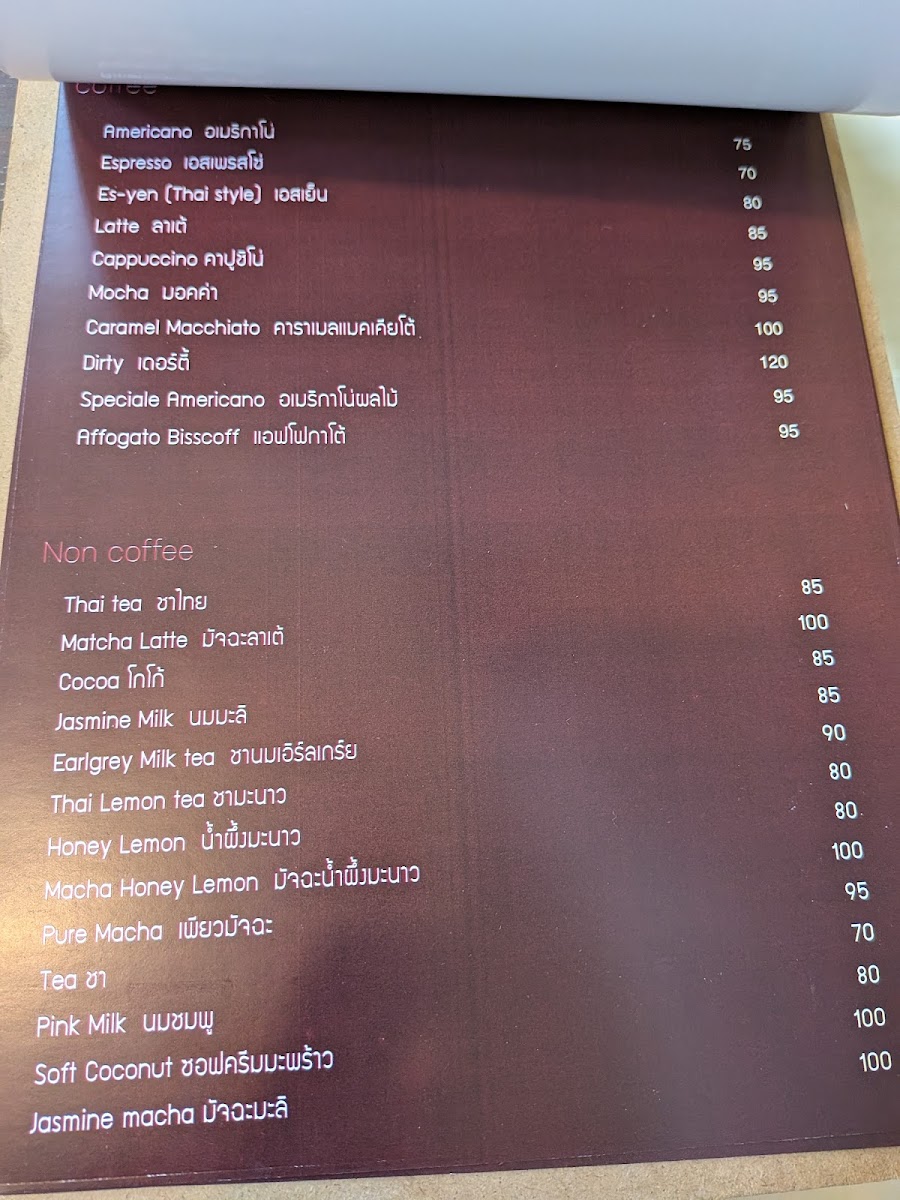 Coffee
Americano อเมริกาโน่ 75
Espresso เอสเพรสโซ่ 70
Es-yen (Thai style) เอสเย็น 80
Latte ลาเต้ 85
Cappuccino คาปูชิโน่ 95
Mocha มอคค่า 95
Caramel Macchiato คาราเมลแมคเคียโต้ 100
Dirty เดอร์ตี้ 120
Speciale Americano อเมริกาโน่ผลไม้ 95
Affogato Bisscoff แอฟโฟกาโต้ 95
Non coffee
Thai tea ชาไทย 85
Matcha Latte มัจฉะลาเต้ 100
Cocoa โกโก้ 85
Jasmine Milk นมมะลิ 85
Earlgrey Milk tea ชานมเอิร์ลเกร์ย 90
Thai Lemon tea ชามะนาว 80
Honey Lemon น้ำผึ้งมะนาว 80
Macha Honey Lemon มัจฉะน้ำผึ้งมะนาว 100
Pure Macha เพียวมัจฉะ 95
Tea ชา 70
Pink Milk นมชมพู 80
Soft Coconut ซอฟครีมมะพร้าว 100
Jasmine macha มัจฉะมะลิ 100